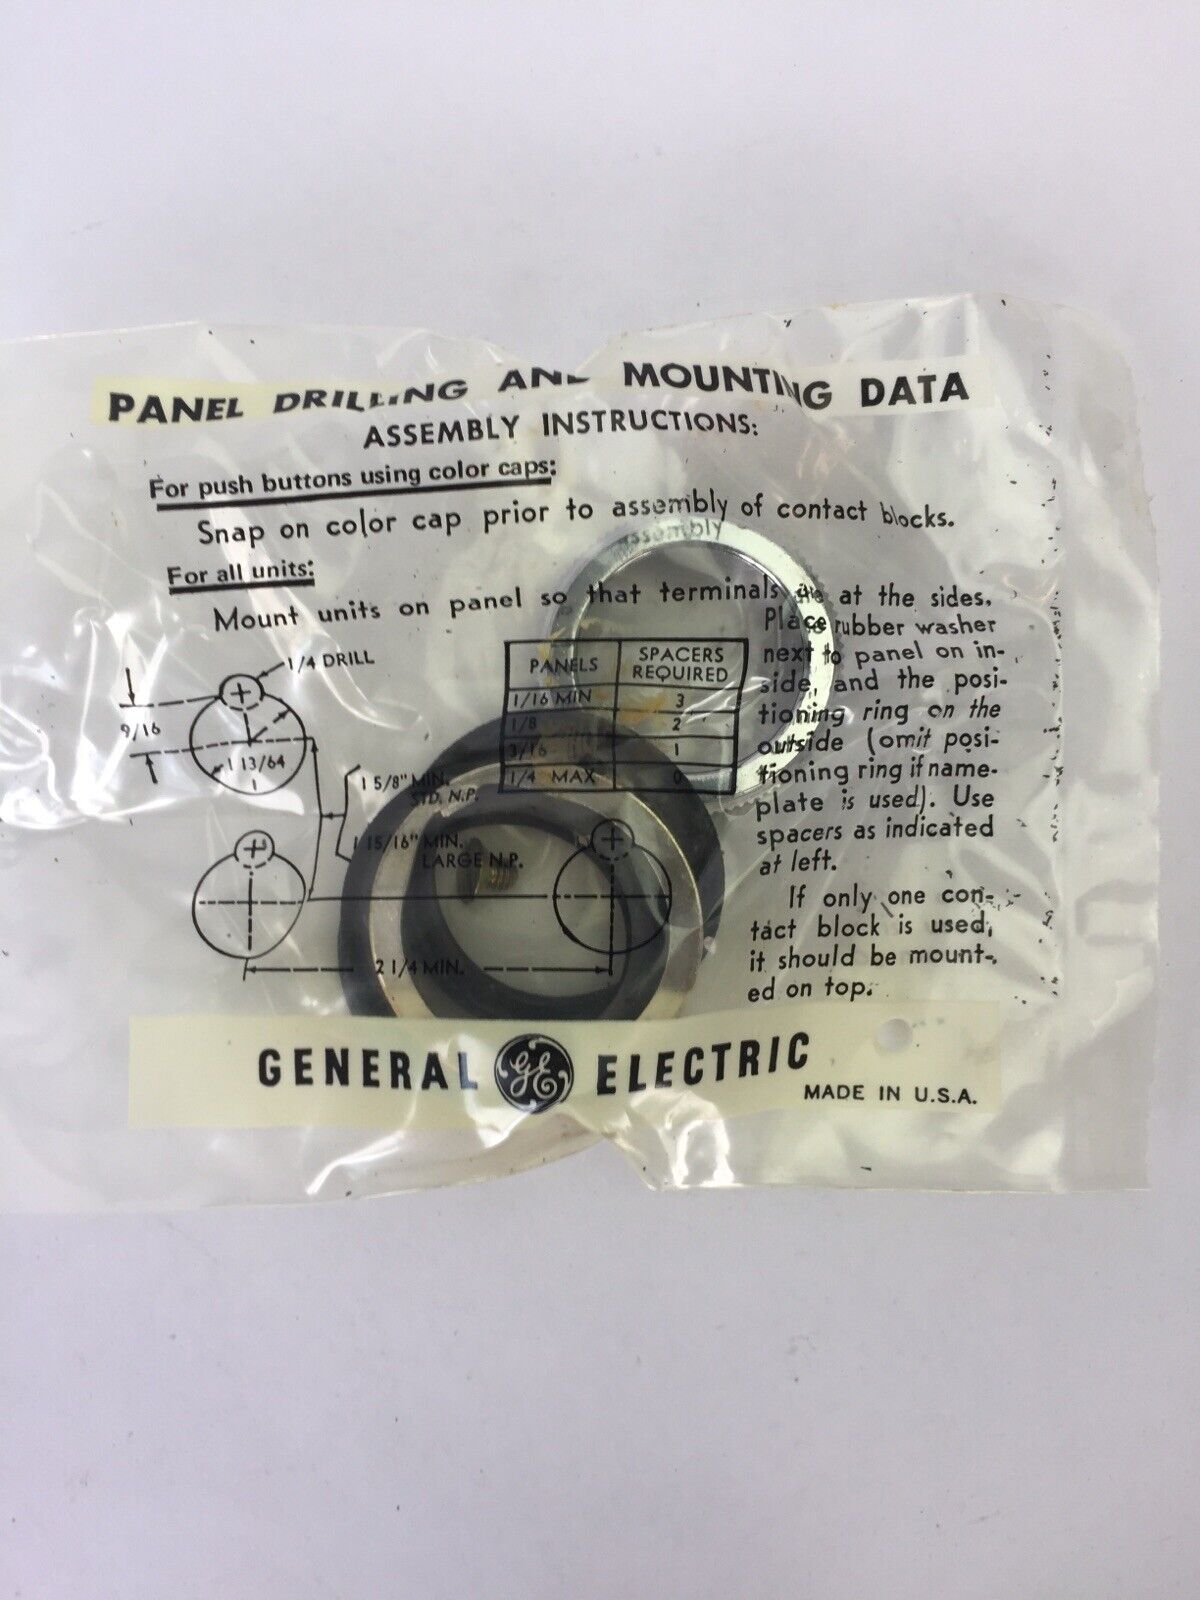 PANEL DRILLING AND MOUNTING DATA
ASSEMBLY INSTRUCTIONS:
For push buttons using color caps:
Snap on color cap prior to assembly of contact blocks.
For all units:
Mount units on panel so that terminals are at the sides.
Place rubber washer
next to panel on in-
side, and the posi-
tioning ring on the
outside (omit posi-
tioning ring if name-
plate is used). Use
spacers as indicated
at left.
If only one con-
tact block is used,
it should be mount-
ed on top.
1/4 DRILL
9/16
1 13/64
1 5/8" MIN.
STD. N.P.
1 15/16" MIN.
LARGE N.P.
2 1/4 MIN.
PANELS SPACERS REQUIRED
1/16 MIN 3
1/8 2
3/16 1
1/4 MAX 0
GENERAL GE ELECTRIC
MADE IN U.S.A.